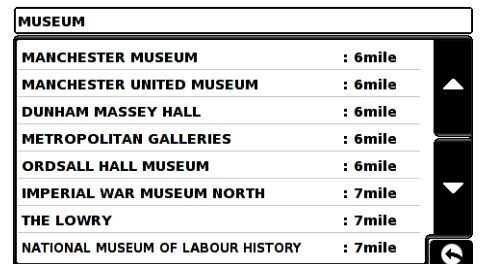 MUSEUM
MANCHESTER MUSEUM : 6mile
MANCHESTER UNITED MUSEUM : 6mile
DUNHAM MASSEY HALL : 6mile
METROPOLITAN GALLERIES : 6mile
ORDSALL HALL MUSEUM : 6mile
IMPERIAL WAR MUSEUM NORTH : 7mile
THE LOWRY : 7mile
NATIONAL MUSEUM OF LABOUR HISTORY : 7mile